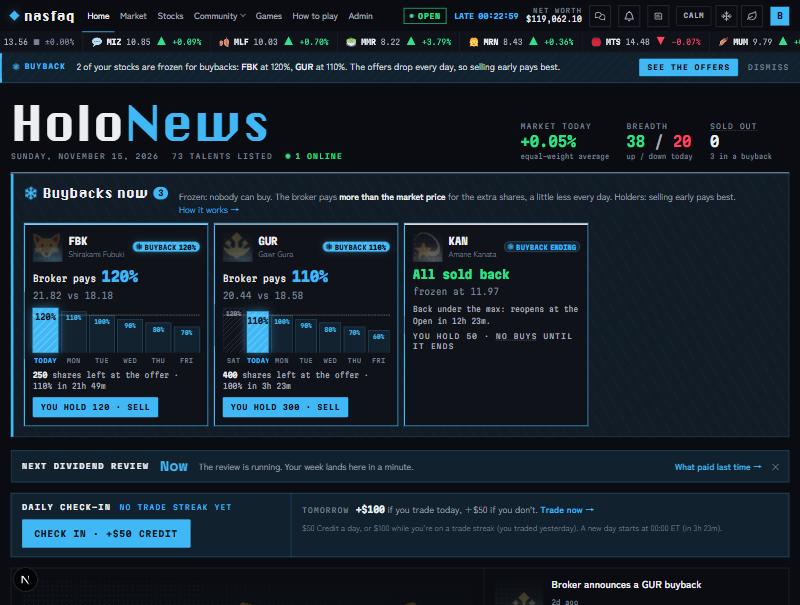 nasfaq Home Market Stocks Community Games How to play Admin OPEN LATE 00:22:59 NET WORTH $119,062.10 CALM B
13.56 ±0.00% MIZ 10.85 +0.09% MLF 10.03 +0.70% MMR 8.22 +3.79% MRN 8.43 +0.36% MTS 14.48 -0.07% MUM 9.79
BUYBACK 2 of your stocks are frozen for buybacks: FBK at 120%, GUR at 110%. The offers drop every day, so selling early pays best. SEE THE OFFERS DISMISS
HoloNews
SUNDAY, NOVEMBER 15, 2026 73 TALENTS LISTED 1 ONLINE
MARKET TODAY BREADTH SOLD OUT
+0.05% 38 / 20 0
equal-weight average up / down today 3 in a buyback
Buybacks now 3 Frozen: nobody can buy. The broker pays more than the market price for the extra shares, a little less every day. Holders: selling early pays best.
How it works →
FBK
Shirakami Fubuki
BUYBACK 120%
Broker pays 120%
21.82 vs 18.18
120% 110% 100% 90% 80% 70%
TODAY MON TUE WED THU FRI
250 shares left at the offer ·
110% in 21h 49m
YOU HOLD 120 · SELL
GUR
Gawr Gura
BUYBACK 110%
Broker pays 110%
20.44 vs 18.58
120% 110% 100% 90% 80% 70% 60%
SAT TODAY MON TUE WED THU FRI
400 shares left at the offer ·
100% in 3h 23m
YOU HOLD 300 · SELL
KAN
Amane Kanata
BUYBACK ENDING
All sold back
frozen at 11.97
Back under the max: reopens at the
Open in 12h 23m.
YOU HOLD 50 · NO BUYS UNTIL
IT ENDS
NEXT DIVIDEND REVIEW Now The review is running. Your week lands here in a minute. What paid last time → ×
DAILY CHECK-IN NO TRADE STREAK YET
CHECK IN · +$50 CREDIT
TOMORROW +$100 if you trade today, +$50 if you don't. Trade now →
$50 Credit a day, or $100 while you're on a trade streak (you traded yesterday). A new day starts at 00:00 ET (in 3h 23m).
N
Broker announces a GUR buyback
2d ago